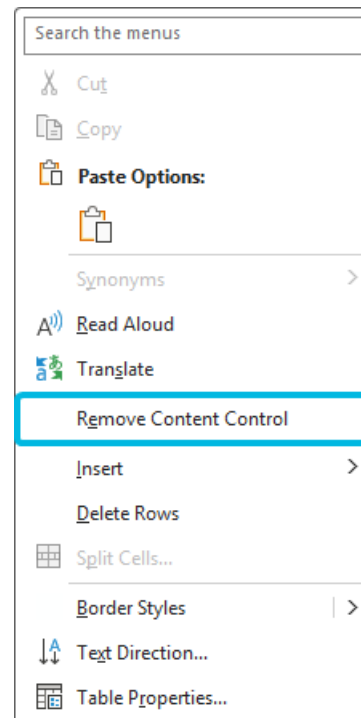 Search the menus
Cut
Copy
Paste Options:
Synonyms
Read Aloud
Translate
Remove Content Control
Insert
Delete Rows
Split Cells...
Border Styles
Text Direction...
Table Properties...